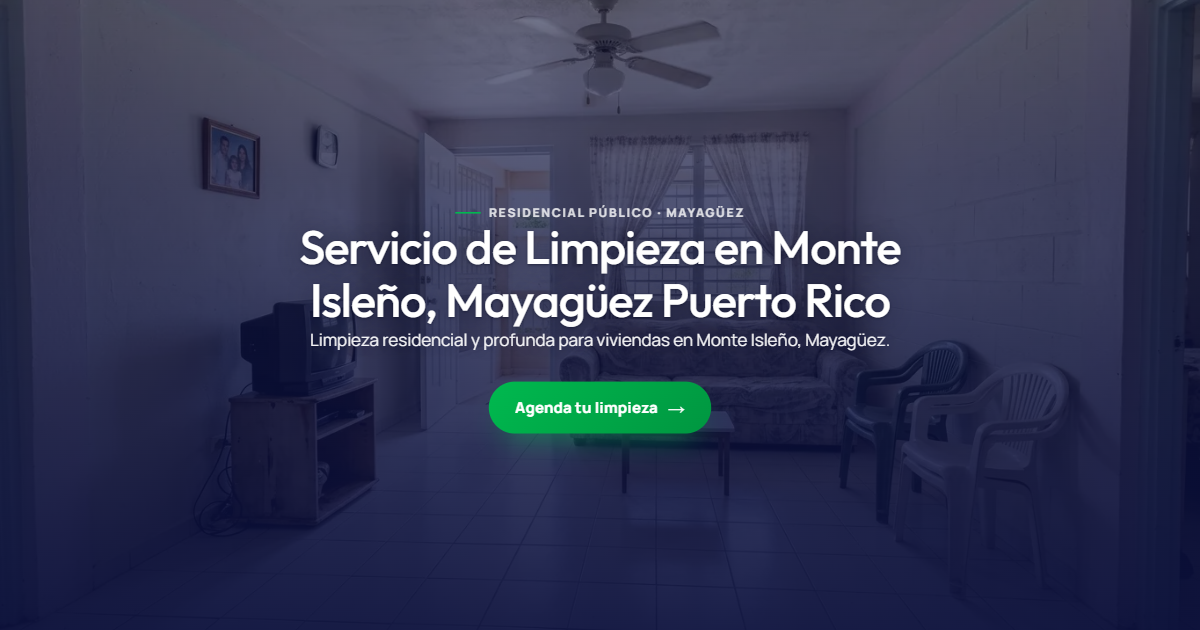 RESIDENCIAL PÚBLICO · MAYAGÜEZ
Servicio de Limpieza en Monte
Isleño, Mayagüez Puerto Rico
Limpieza residencial y profunda para viviendas en Monte Isleño, Mayagüez.
Agenda tu limpieza →